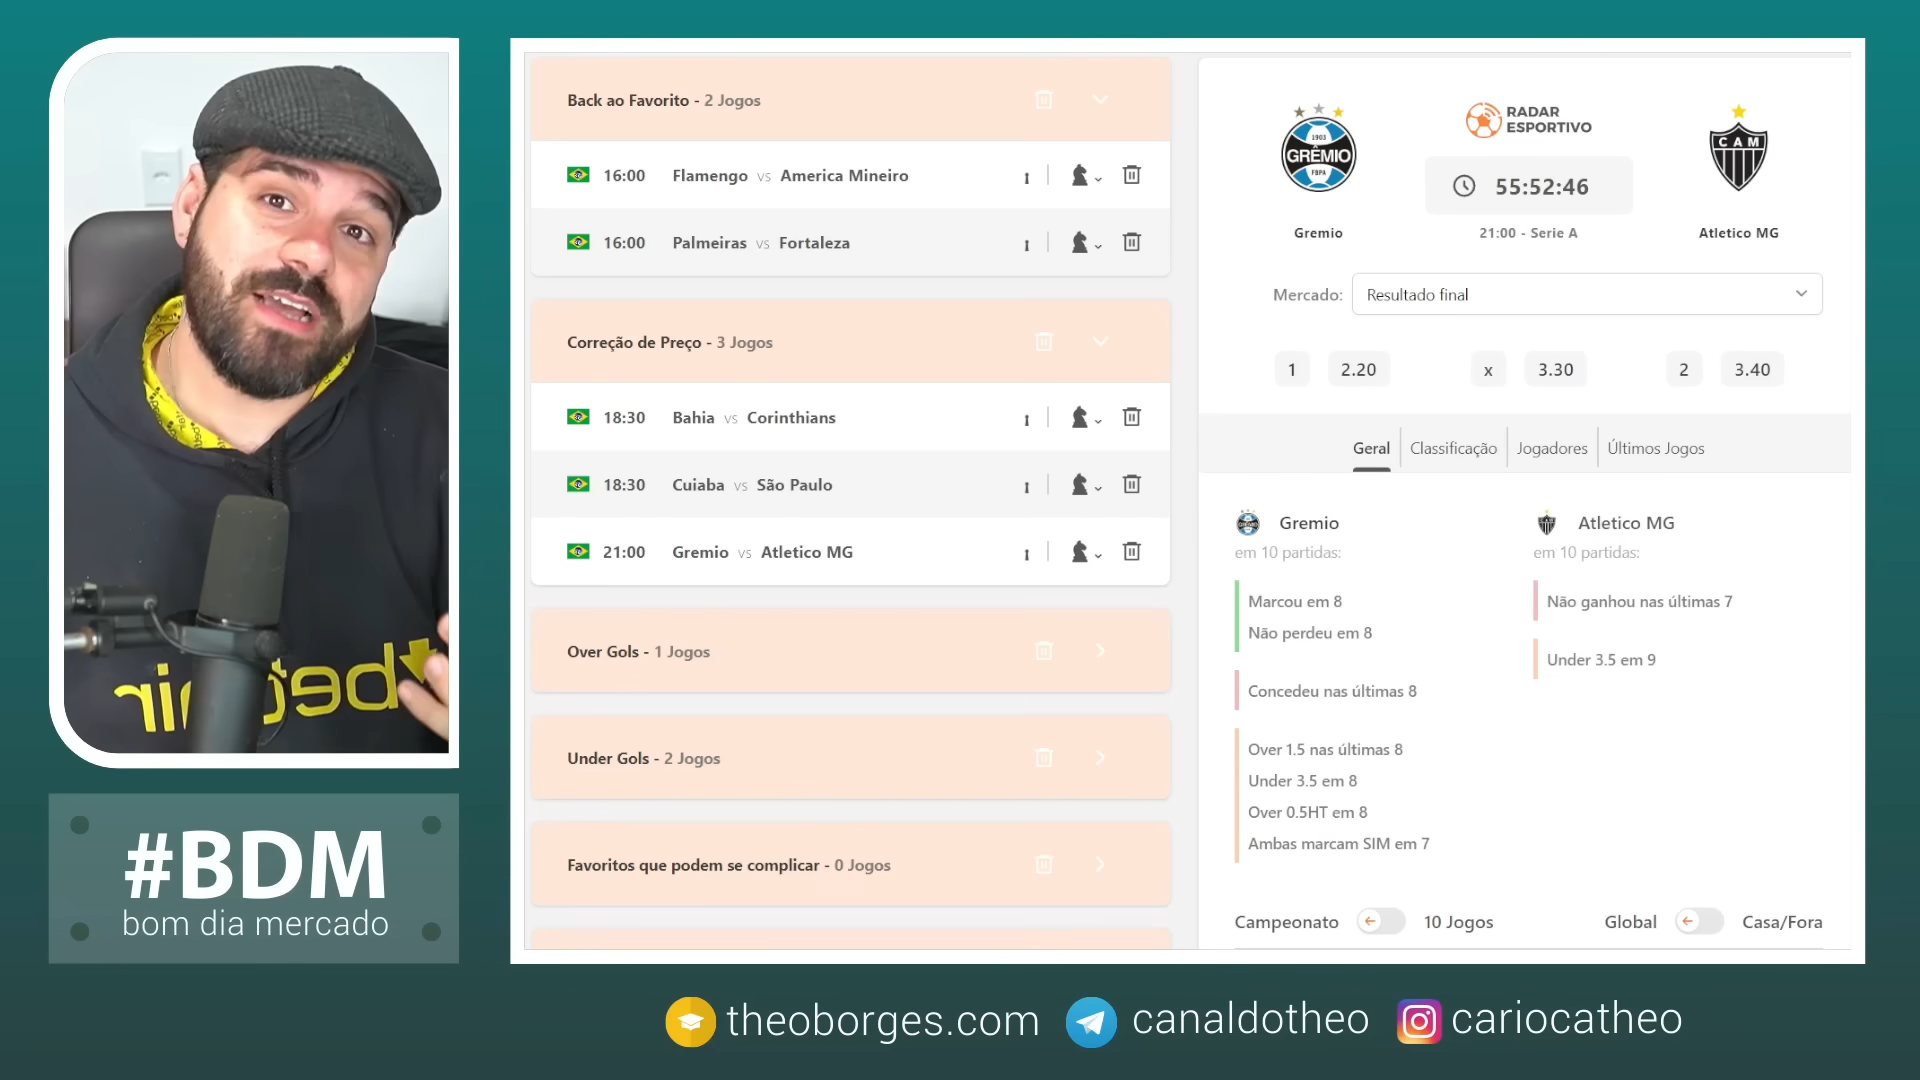 betfair
#BDM
bom dia mercado
Back ao Favorito - 2 Jogos
16:00 Flamengo vs America Mineiro
16:00 Palmeiras vs Fortaleza
Correção de Preço - 3 Jogos
18:30 Bahia vs Corinthians
18:30 Cuiaba vs São Paulo
21:00 Gremio vs Atletico MG
Over Gols - 1 Jogos
Under Gols - 2 Jogos
Favoritos que podem se complicar - 0 Jogos
1903
GRÊMIO
FBPA
RADAR
ESPORTIVO
CAM
55:52:46
Gremio
21:00 - Serie A
Atletico MG
Mercado: Resultado final
1 2.20 x 3.30 2 3.40
Geral Classificação Jogadores Últimos Jogos
Gremio
em 10 partidas:
Marcou em 8
Não perdeu em 8
Concedeu nas últimas 8
Over 1.5 nas últimas 8
Under 3.5 em 8
Over 0.5HT em 8
Ambas marcam SIM em 7
Atletico MG
em 10 partidas:
Não ganhou nas últimas 7
Under 3.5 em 9
Campeonato 10 Jogos Global Casa/Fora
theoborges.com canaldotheo cariocatheo